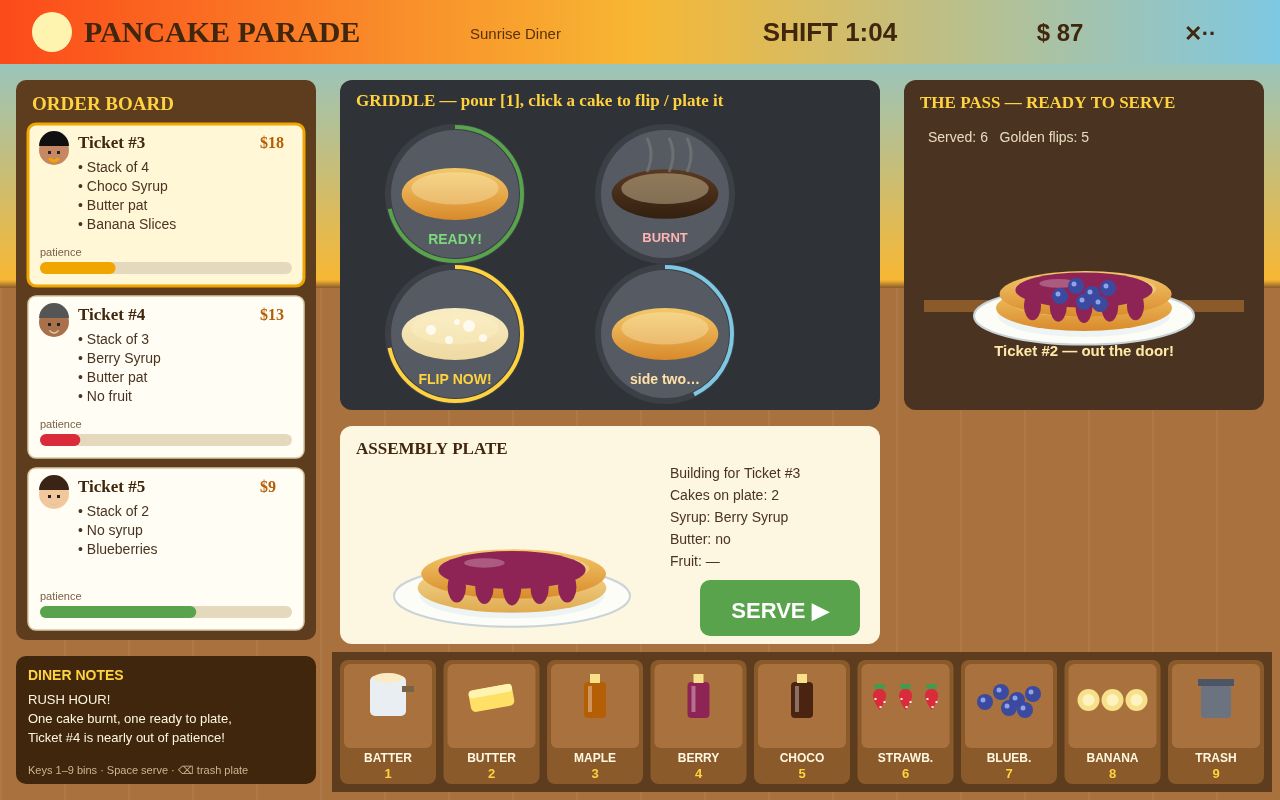 PANCAKE PARADE
Sunrise Diner
SHIFT 1:04
$ 87
✕··
ORDER BOARD
Ticket #3 $18
• Stack of 4
• Choco Syrup
• Butter pat
• Banana Slices
patience
Ticket #4 $13
• Stack of 3
• Berry Syrup
• Butter pat
• No fruit
patience
Ticket #5 $9
• Stack of 2
• No syrup
• Blueberries
patience
DINER NOTES
RUSH HOUR!
One cake burnt, one ready to plate,
Ticket #4 is nearly out of patience!
Keys 1–9 bins · Space serve · ⌫ trash plate
GRIDDLE — pour [1], click a cake to flip / plate it
READY!
BURNT
FLIP NOW!
side two…
THE PASS — READY TO SERVE
Served: 6 Golden flips: 5
Ticket #2 — out the door!
ASSEMBLY PLATE
Building for Ticket #3
Cakes on plate: 2
Syrup: Berry Syrup
Butter: no
Fruit: —
SERVE ▶
BATTER
1
BUTTER
2
MAPLE
3
BERRY
4
CHOCO
5
STRAWB.
6
BLUEB.
7
BANANA
8
TRASH
9